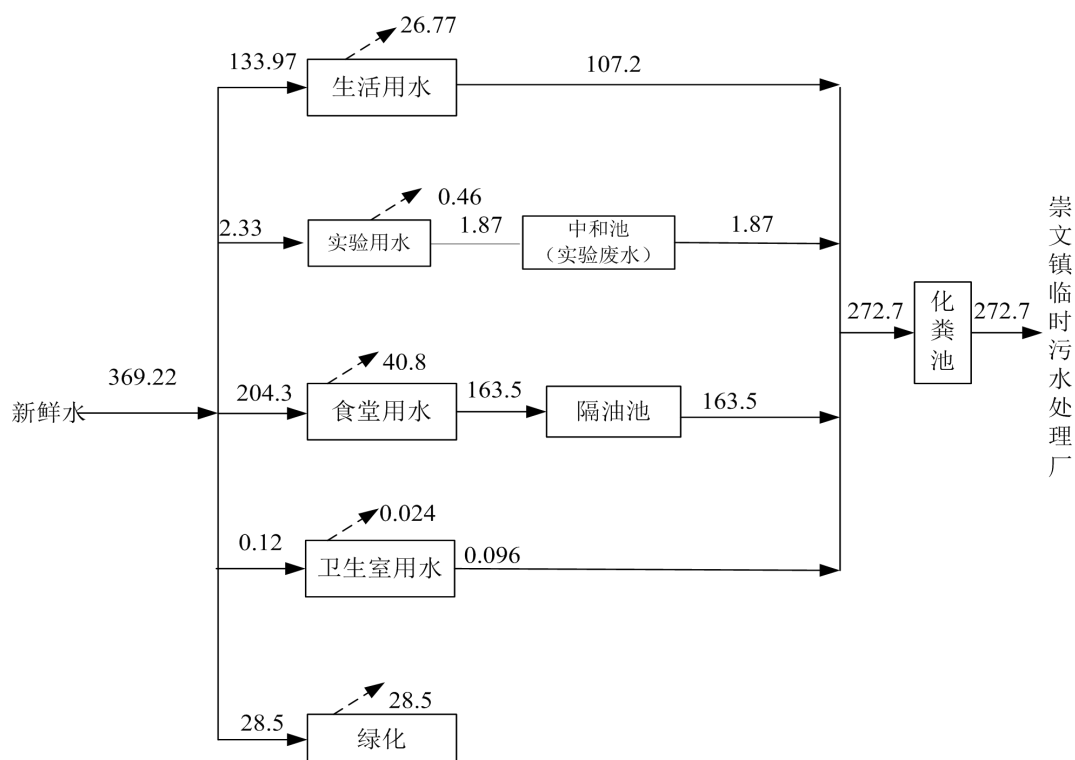 26.77
133.97
生活用水
107.2
0.46
2.33
实验用水
1.87
中和池
（实验废水）
1.87
369.22
新鲜水
40.8
204.3
食堂用水
163.5
隔油池
163.5
0.024
0.12
卫生室用水
0.096
28.5
28.5
绿化
272.7
化粪池
272.7
崇文镇临时污水处理厂